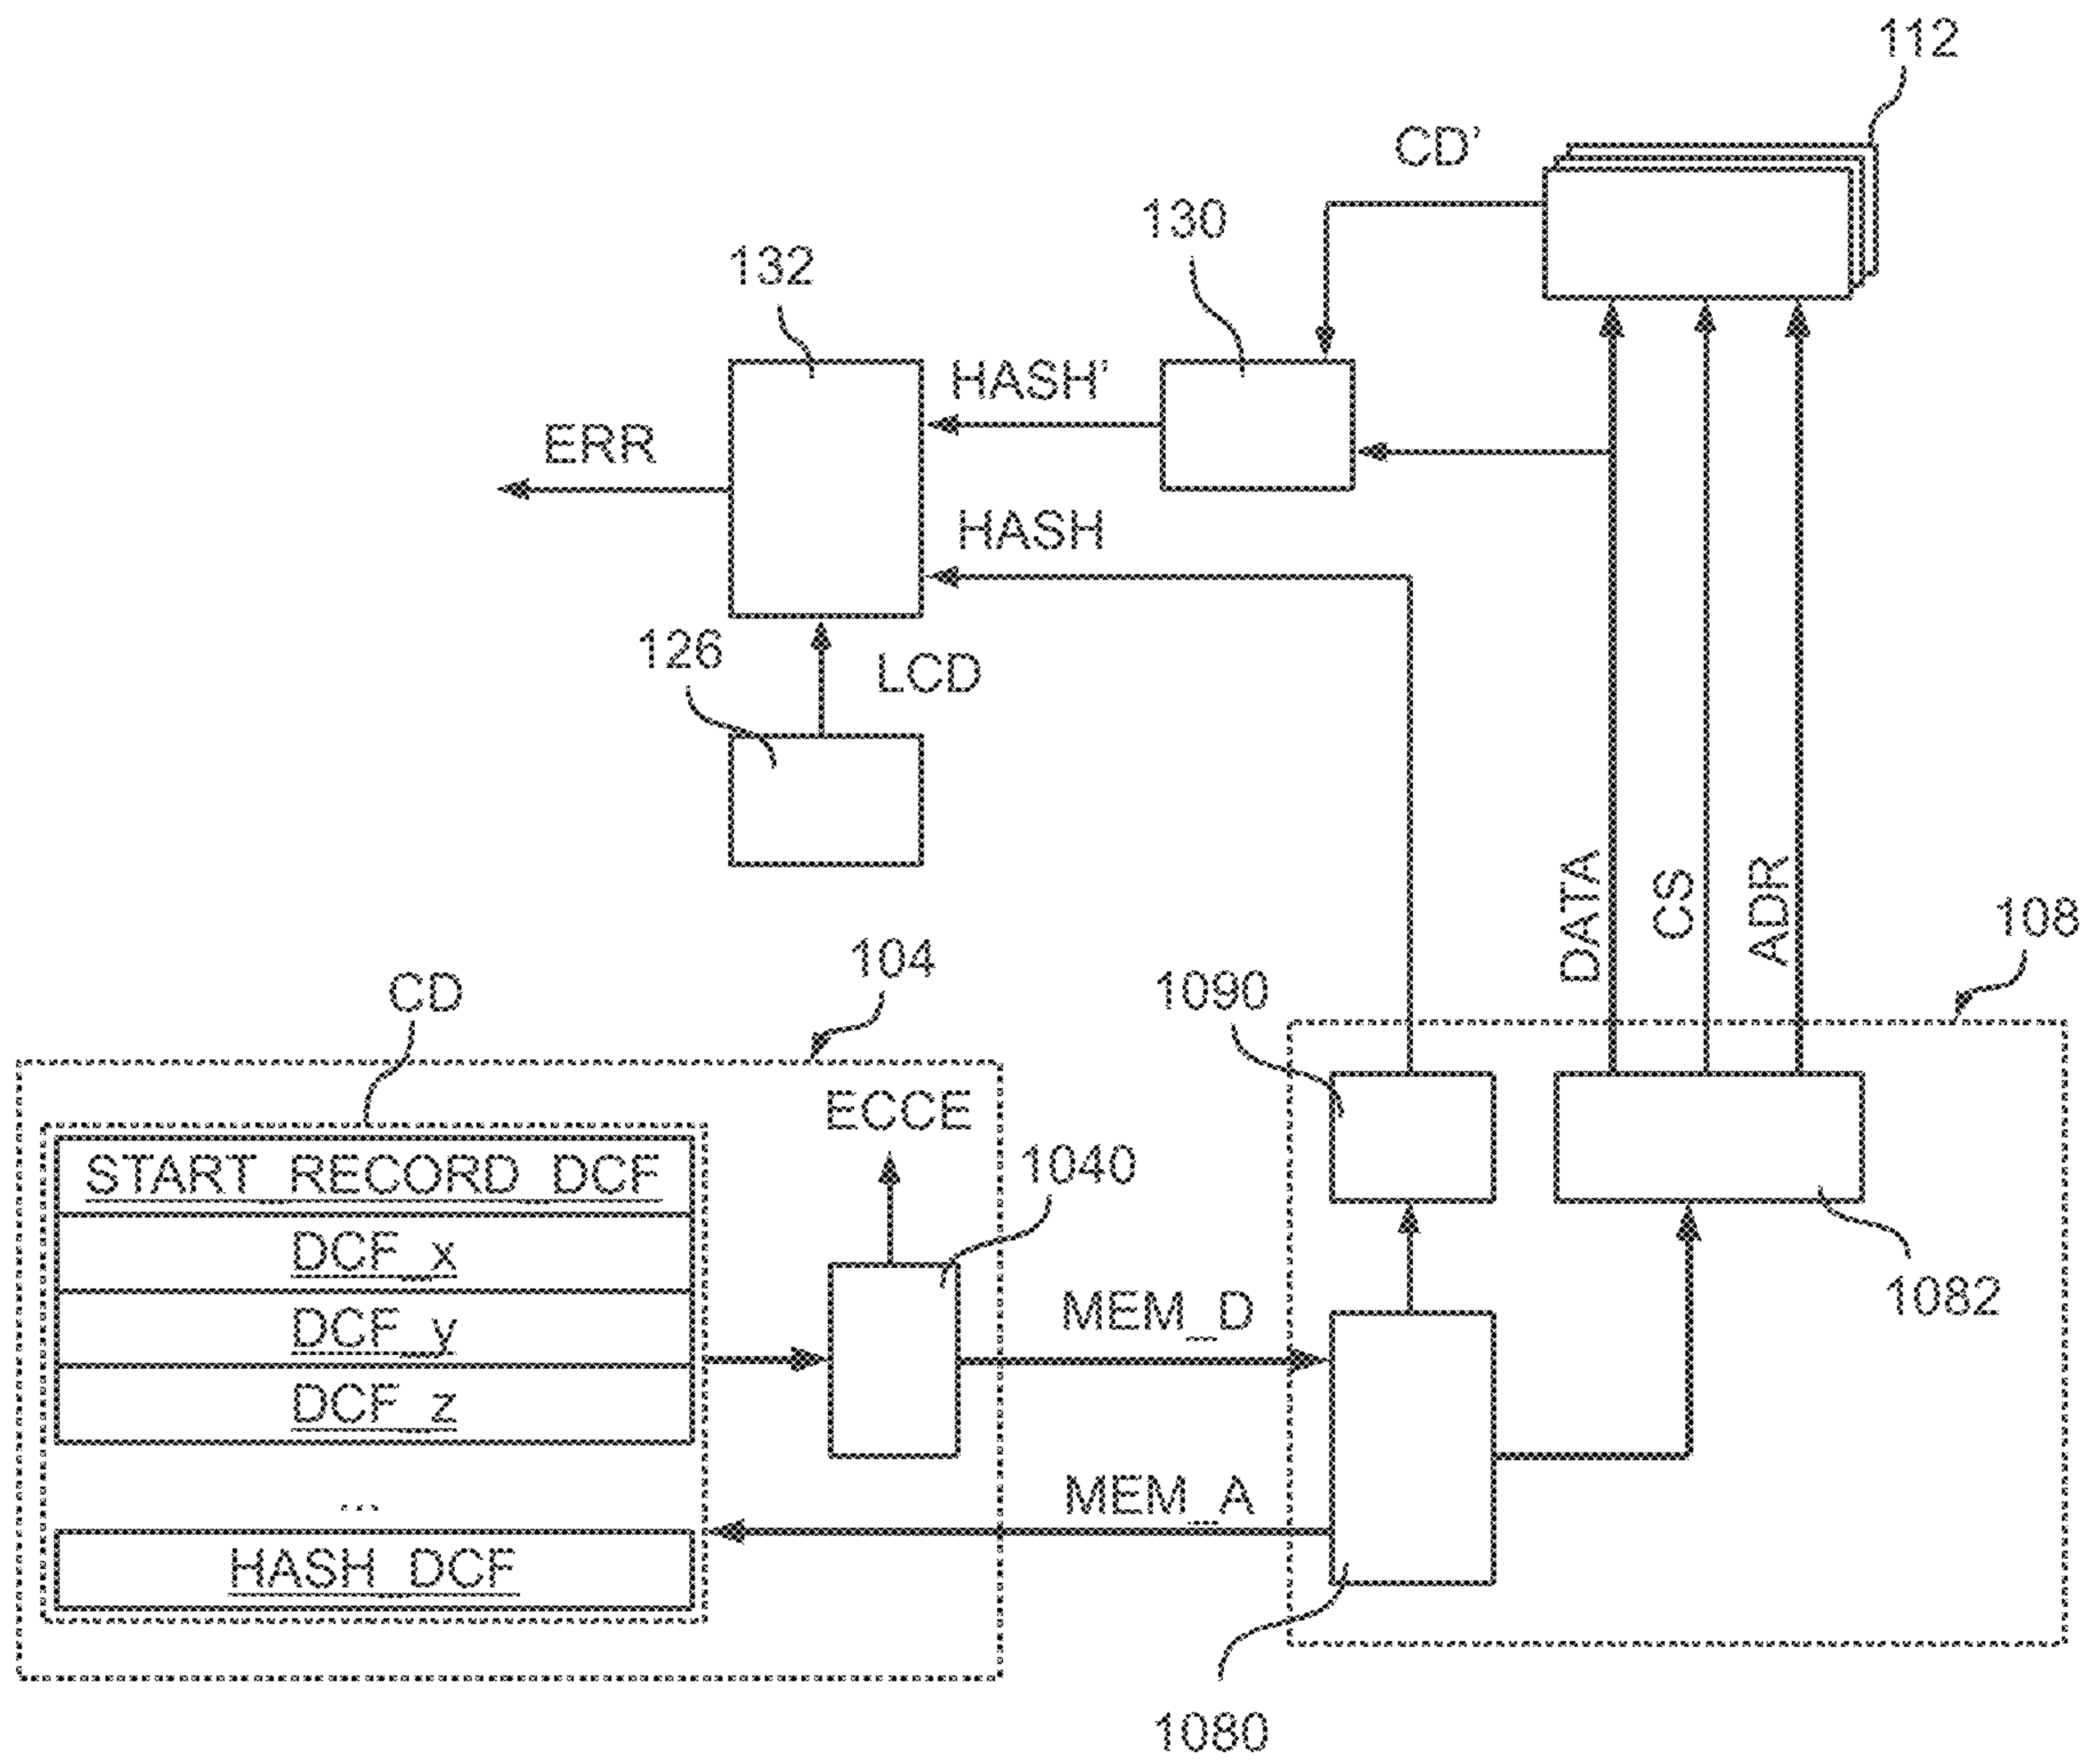 112
CD'
130
132
HASH'
ERR
HASH
126
LCD
DATA
CS
ADR
108
104
CD
1090
ECCE
START_RECORD_DCF
1040
DCF_x
1082
MEM_D
DCF_y
DCF_z
MEM_A
...
HASH_DCF
1080